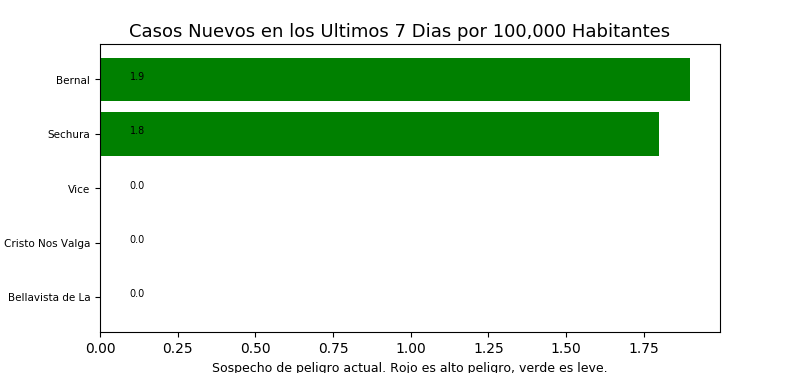 Casos Nuevos en los Ultimos 7 Dias por 100,000 Habitantes
Bernal 1.9
Sechura 1.8
Vice 0.0
Cristo Nos Valga 0.0
Bellavista de La 0.0
0.00 0.25 0.50 0.75 1.00 1.25 1.50 1.75
Sospecho de peligro actual. Rojo es alto peligro, verde es leve.